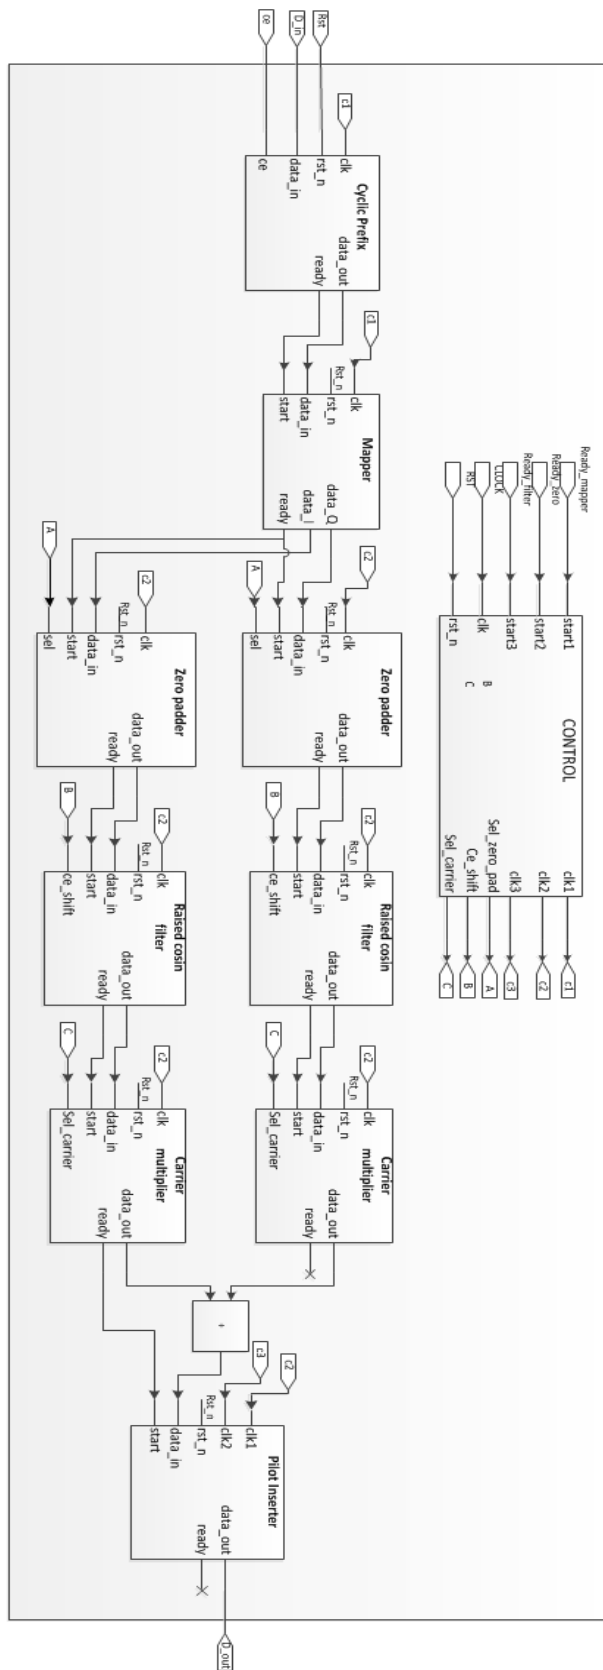 Ready_mapper
Ready_zero
Ready_filter
CLOCK
RST
start1
start2
start3
clk
rst_n
B
C
CONTROL
clk1
clk2
clk3
Sel_zero_pad
Ce_shift
Sel_carrier
c1
c2
c3
A
B
C
Rst
D_in
ce
c1
clk
rst_n
data_in
ce
Cyclic Prefix
data_out
ready
c1
Rst_n
clk
rst_n
data_in
start
Mapper
data_Q
data_I
ready
c2
Rst_n
A
clk
rst_n
data_in
start
sel
Zero padder
data_out
ready
c2
Rst_n
B
clk
rst_n
data_in
start
ce_shift
Raised cosin
filter
data_out
ready
c2
Rst_n
C
clk
rst_n
data_in
start
Sel_carrier
Carrier
multiplier
data_out
ready
c2
Rst_n
A
clk
rst_n
data_in
start
sel
Zero padder
data_out
ready
c2
Rst_n
B
clk
rst_n
data_in
start
ce_shift
Raised cosin
filter
data_out
ready
c2
Rst_n
C
clk
rst_n
data_in
start
Sel_carrier
Carrier
multiplier
data_out
ready
+
c2
c3
Rst_n
clk1
clk2
rst_n
data_in
start
Pilot Inserter
data_out
ready
D_out